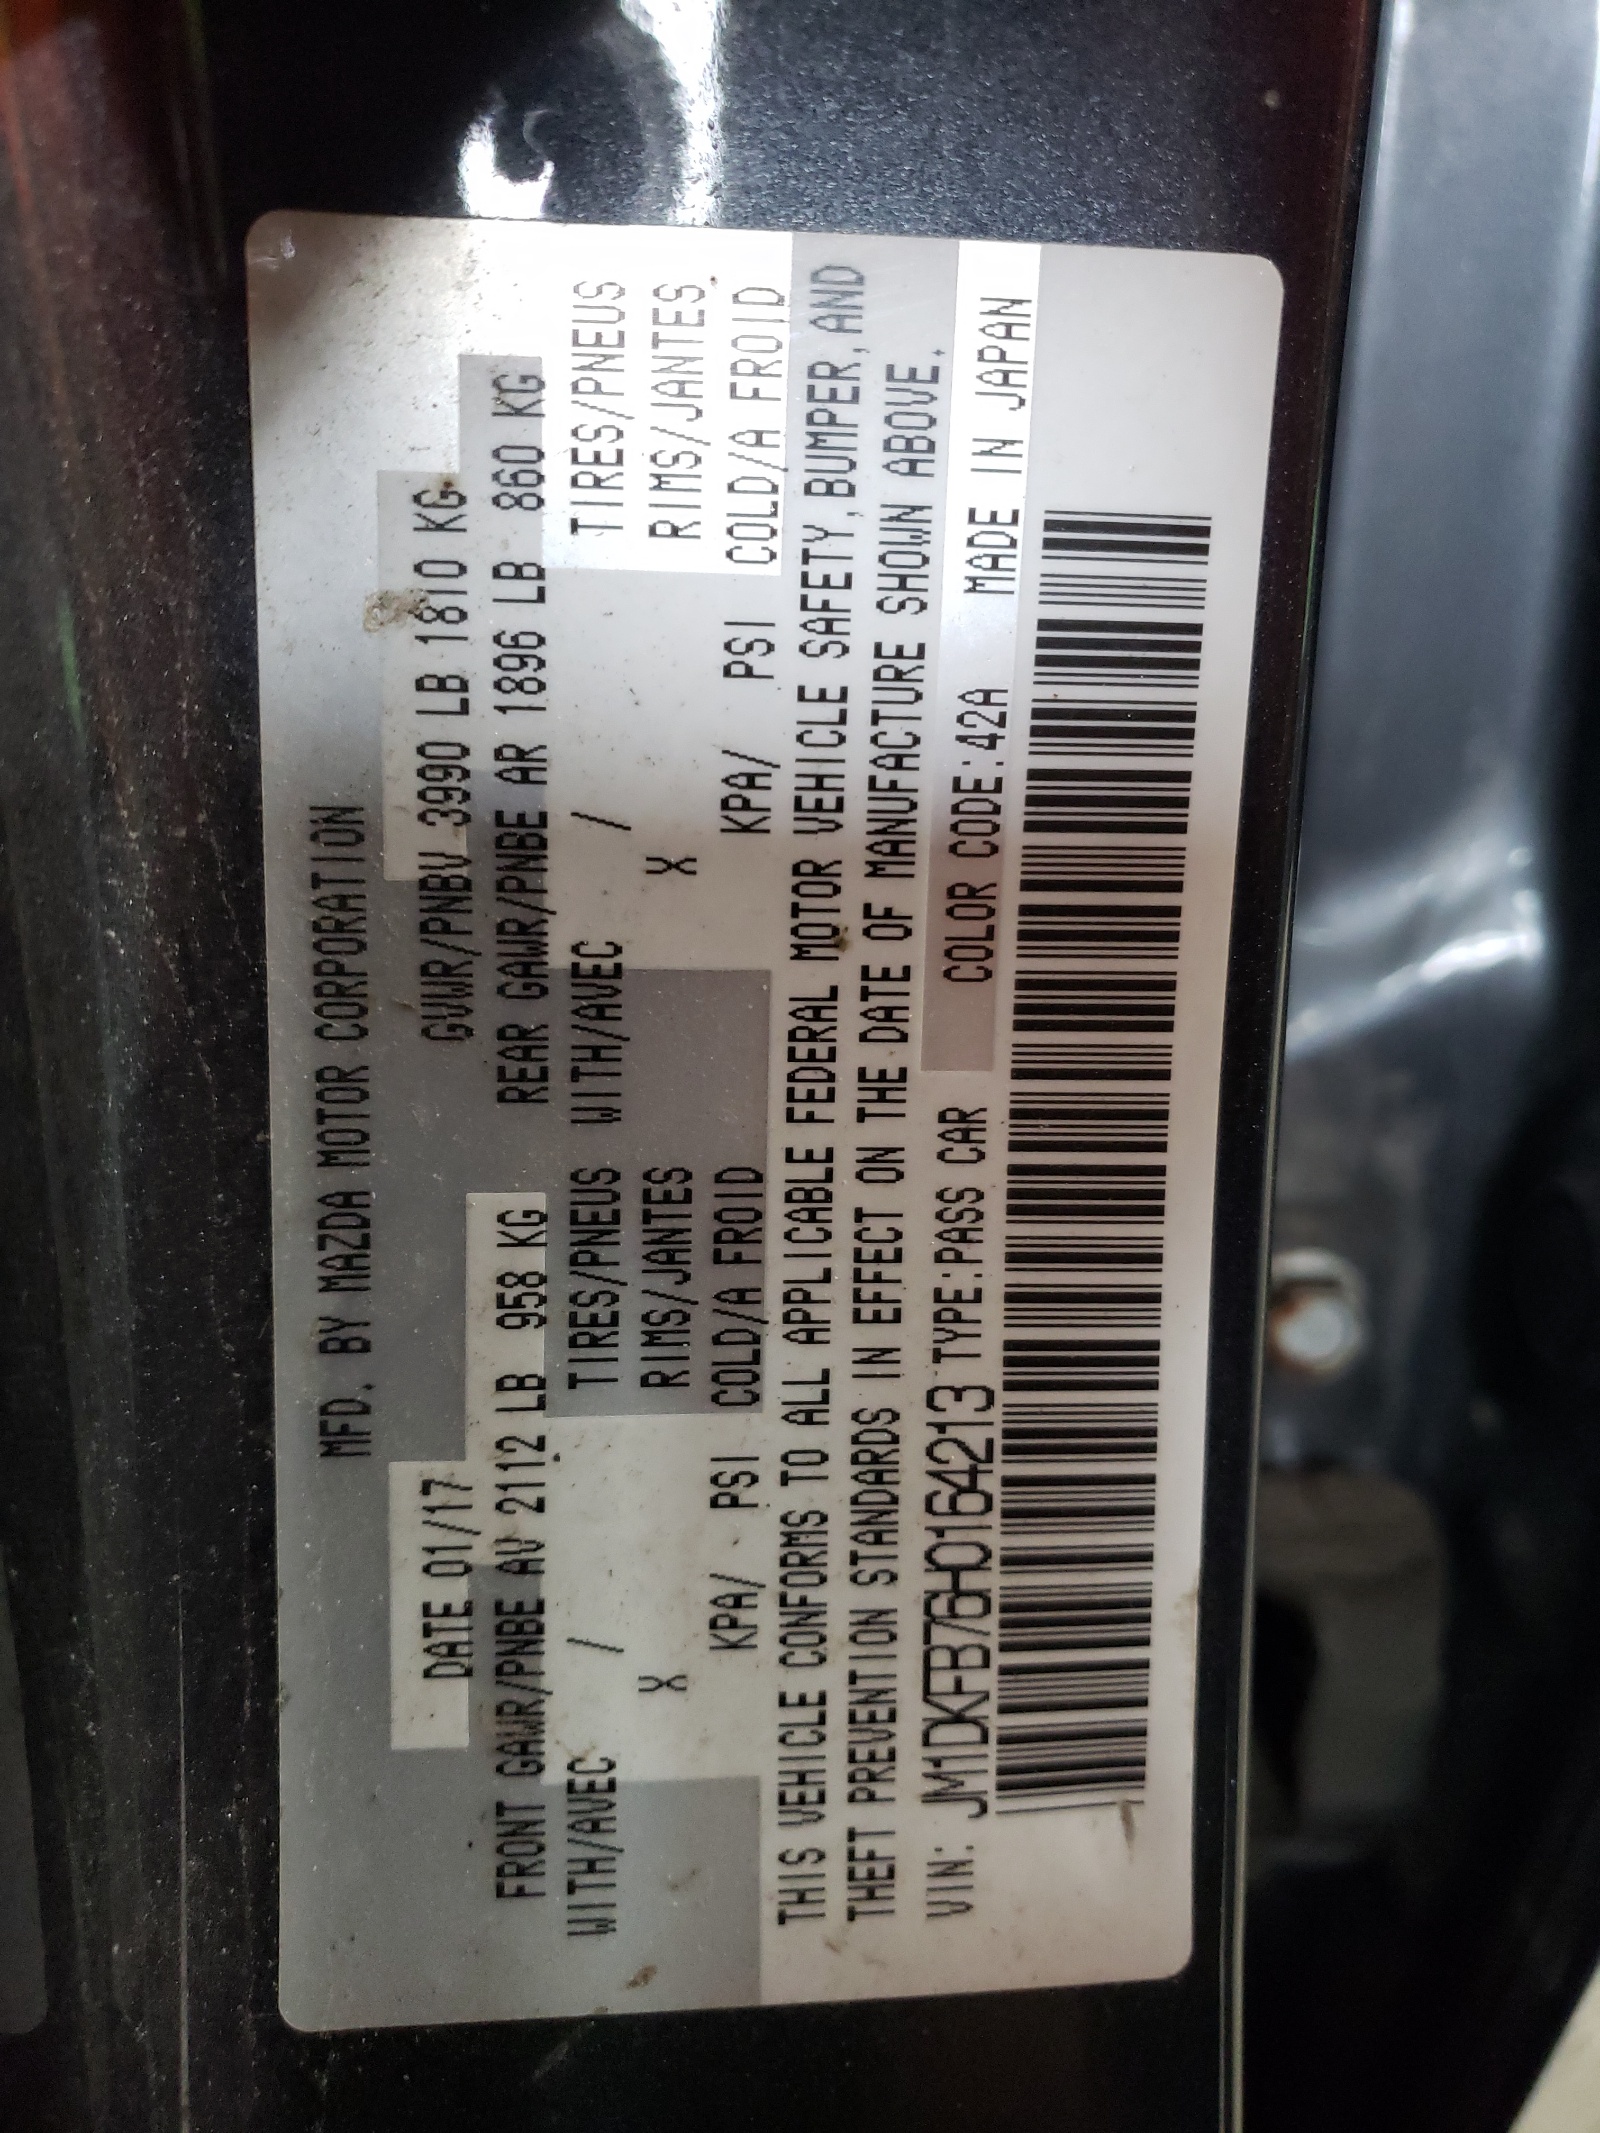 MFD. BY MAZDA MOTOR CORPORATION
DATE 01/17 GVWR/PNBV 3990 LB 1810 KG
FRONT GAWR/PNBE AV 2112 LB 958 KG REAR GAWR/PNBE AR 1896 LB 860 KG
WITH/AVEC / TIRES/PNEUS WITH/AVEC / TIRES/PNEUS
X RIMS/JANTES X RIMS/JANTES
KPA/ PSI COLD/A FROID KPA/ PSI COLD/A FROID
THIS VEHICLE CONFORMS TO ALL APPLICABLE FEDERAL MOTOR VEHICLE SAFETY, BUMPER, AND
THEFT PREVENTION STANDARDS IN EFFECT ON THE DATE OF MANUFACTURE SHOWN ABOVE.
VIN: JM1DKFB76H0164213 TYPE:PASS CAR COLOR CODE:42A MADE IN JAPAN